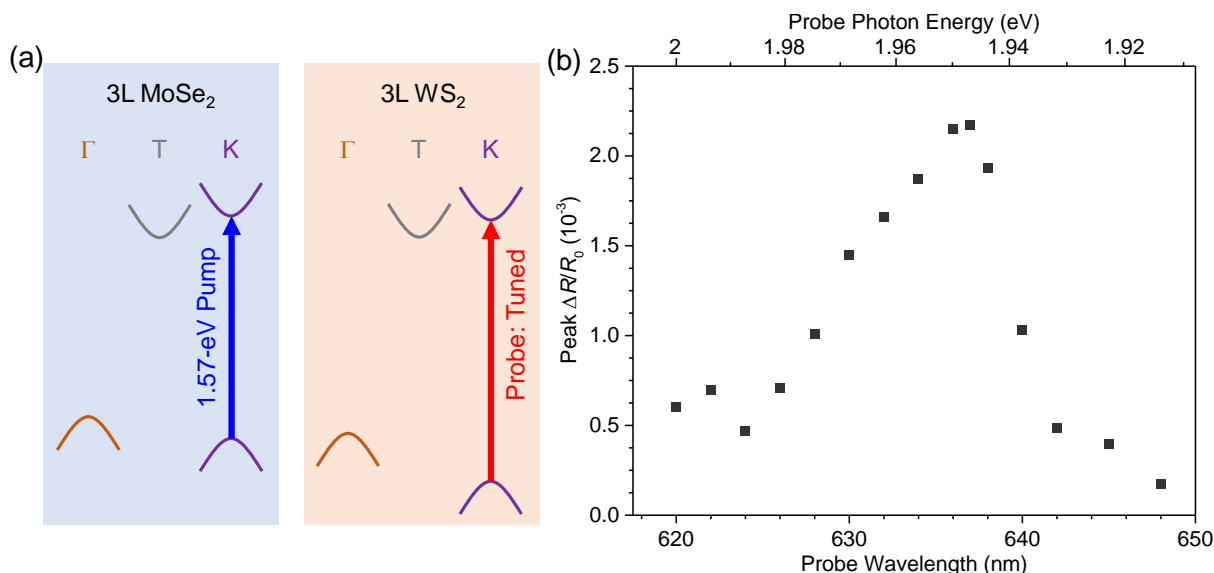 (a)
3L MoSe₂
Γ T K
1.57-eV Pump
3L WS₂
Γ T K
Probe: Tuned
(b)
Probe Photon Energy (eV)
2 1.98 1.96 1.94 1.92
2.5
2.0
1.5
1.0
0.5
0.0
Peak ΔR/R₀ (10⁻³)
620 630 640 650
Probe Wavelength (nm)